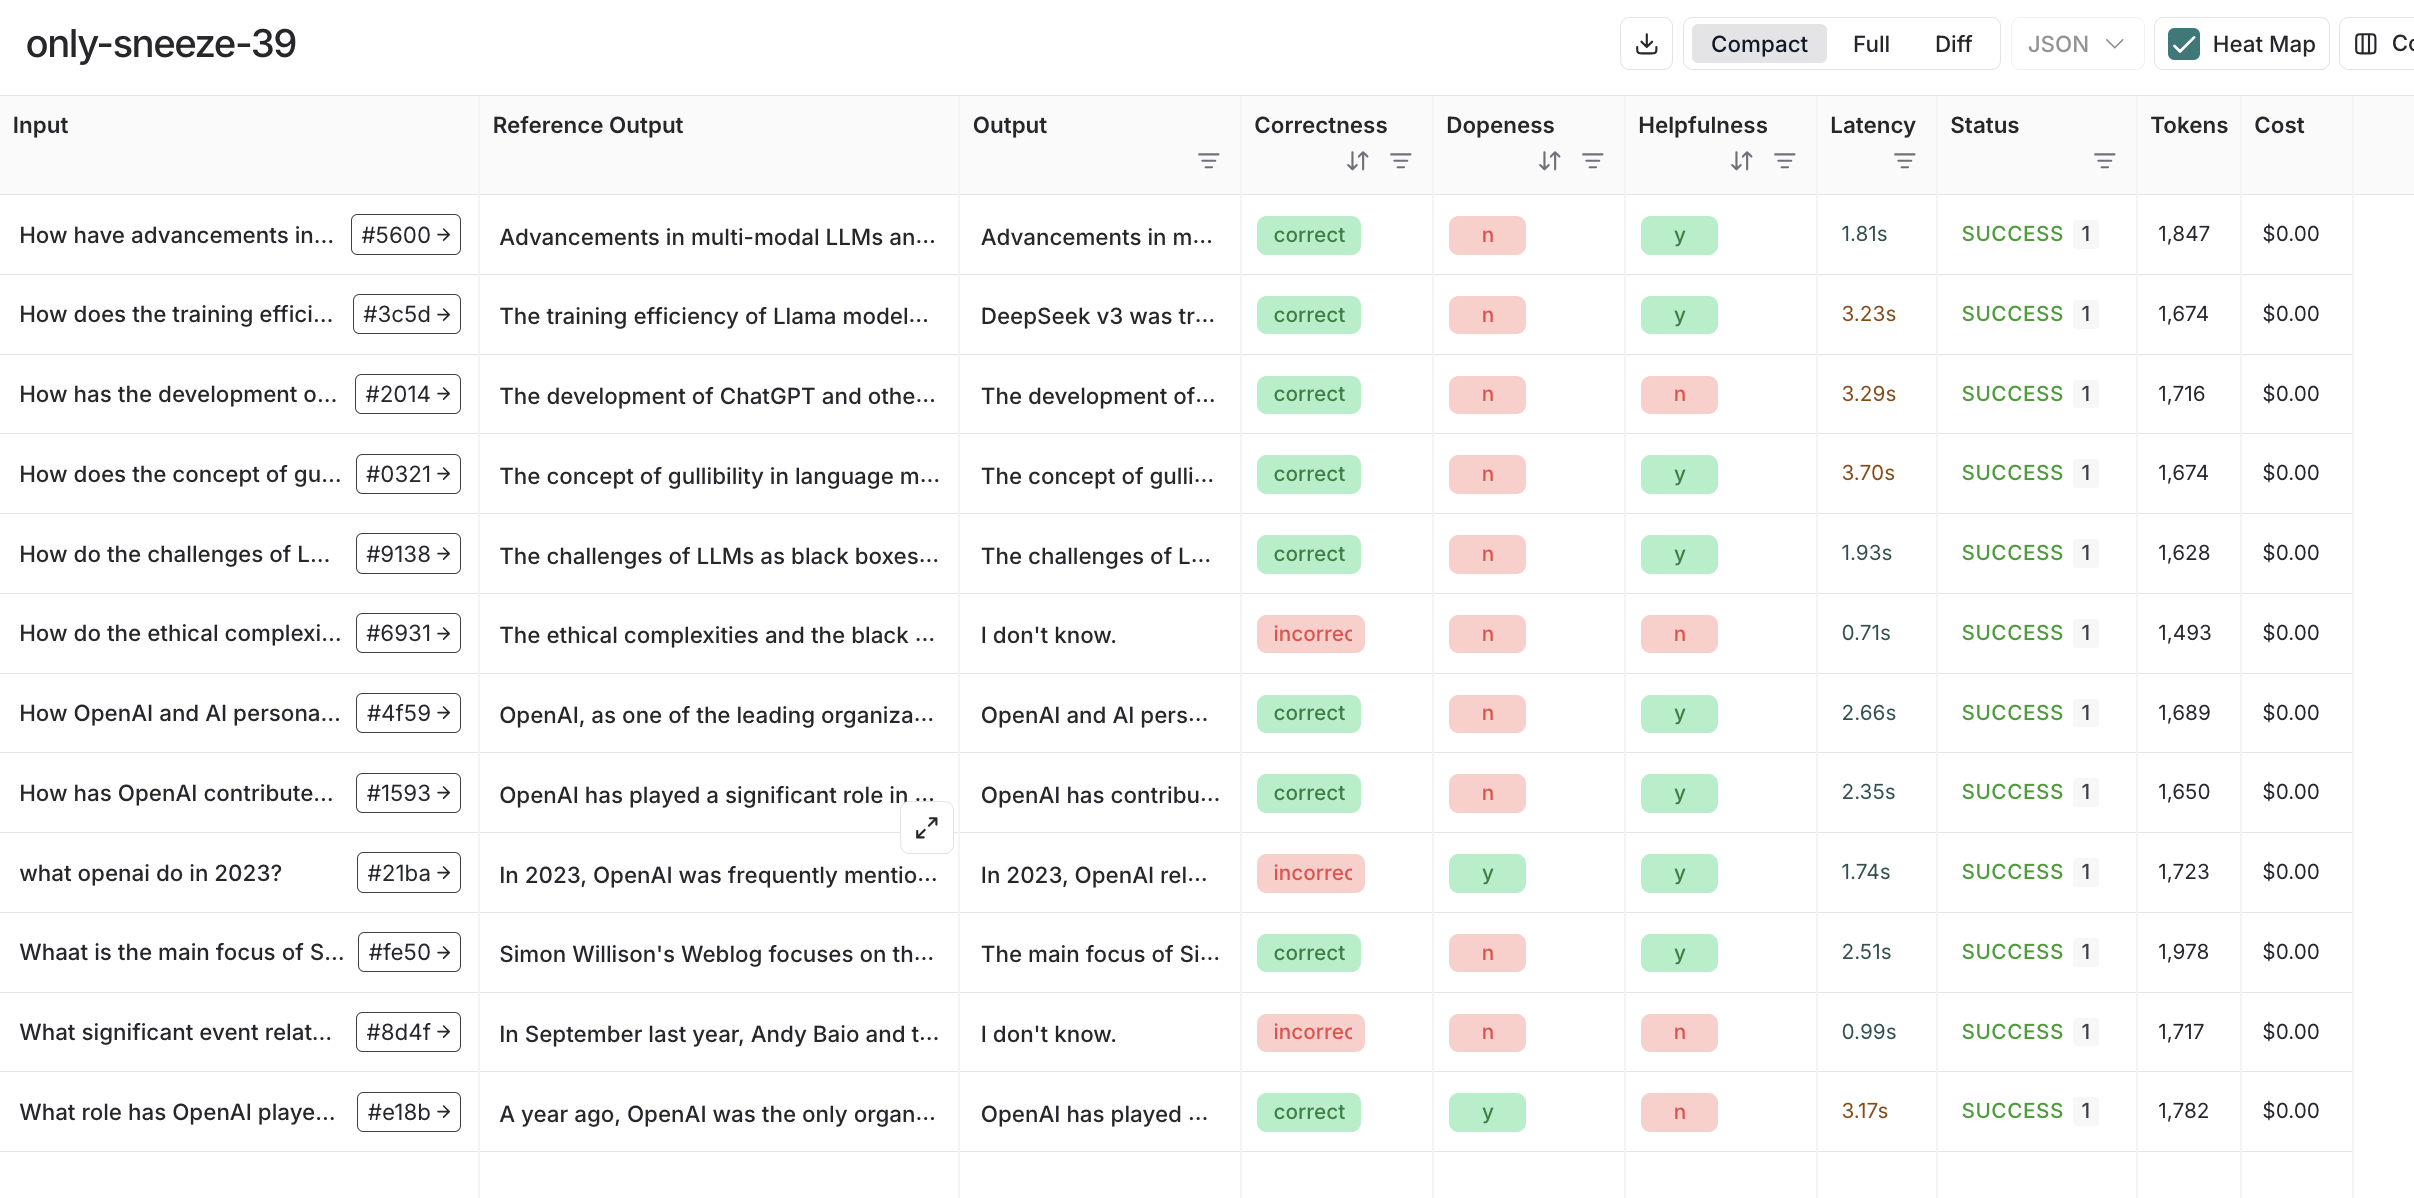 only-sneeze-39
Compact Full Diff JSON Heat Map
Input Reference Output Output Correctness Dopeness Helpfulness Latency Status Tokens Cost
How have advancements in... #5600 → Advancements in multi-modal LLMs an... Advancements in m... correct n y 1.81s SUCCESS 1 1,847 $0.00
How does the training effici... #3c5d → The training efficiency of Llama model... DeepSeek v3 was tr... correct n y 3.23s SUCCESS 1 1,674 $0.00
How has the development o... #2014 → The development of ChatGPT and othe... The development of... correct n n 3.29s SUCCESS 1 1,716 $0.00
How does the concept of gu... #0321 → The concept of gullibility in language m... The concept of gulli... correct n y 3.70s SUCCESS 1 1,674 $0.00
How do the challenges of L... #9138 → The challenges of LLMs as black boxes... The challenges of L... correct n y 1.93s SUCCESS 1 1,628 $0.00
How do the ethical complexi... #6931 → The ethical complexities and the black ... I don't know. incorrec n n 0.71s SUCCESS 1 1,493 $0.00
How OpenAI and AI persona... #4f59 → OpenAI, as one of the leading organiza... OpenAI and AI pers... correct n y 2.66s SUCCESS 1 1,689 $0.00
How has OpenAI contribute... #1593 → OpenAI has played a significant role in ... OpenAI has contribu... correct n y 2.35s SUCCESS 1 1,650 $0.00
what openai do in 2023? #21ba → In 2023, OpenAI was frequently mentio... In 2023, OpenAI rel... incorrec y y 1.74s SUCCESS 1 1,723 $0.00
Whaat is the main focus of S... #fe50 → Simon Willison's Weblog focuses on th... The main focus of Si... correct n y 2.51s SUCCESS 1 1,978 $0.00
What significant event relat... #8d4f → In September last year, Andy Baio and t... I don't know. incorrec n n 0.99s SUCCESS 1 1,717 $0.00
What role has OpenAI playe... #e18b → A year ago, OpenAI was the only organ... OpenAI has played ... correct y n 3.17s SUCCESS 1 1,782 $0.00